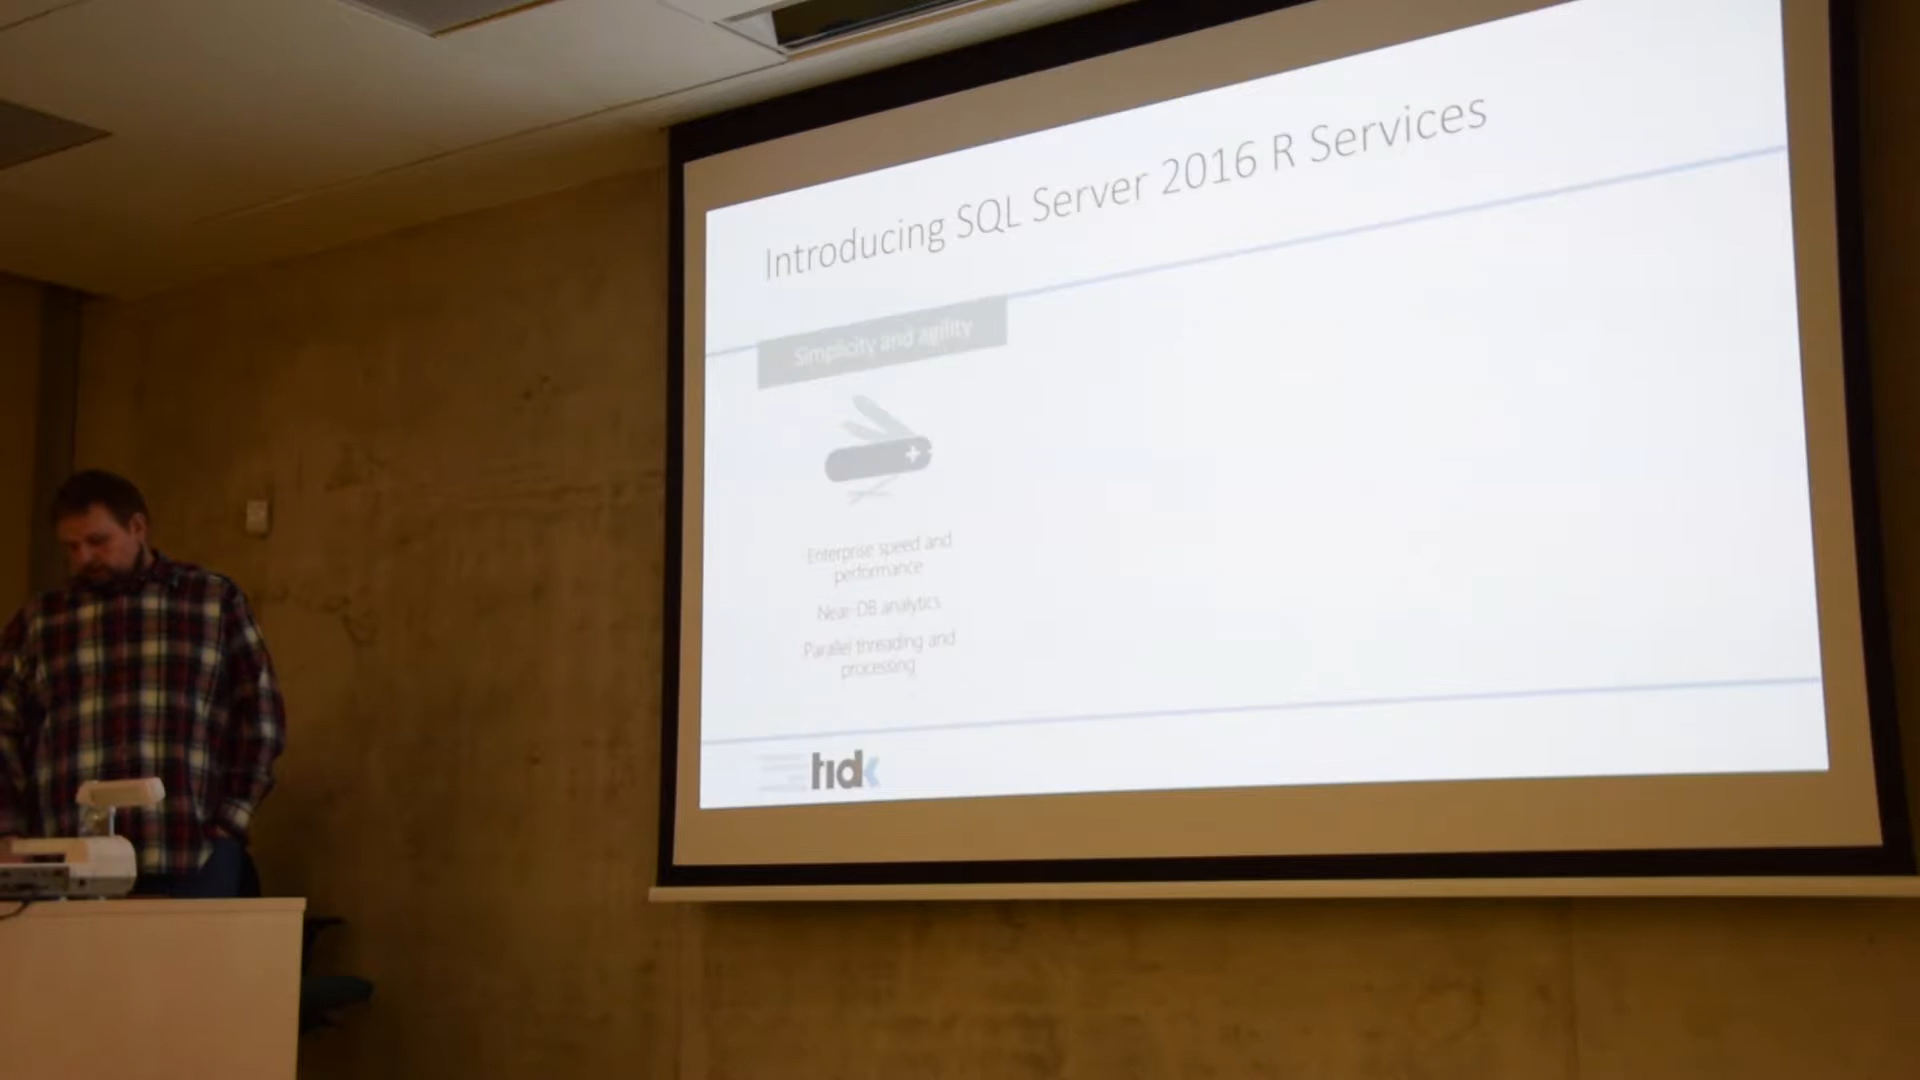 Introducing SQL Server 2016 R Services
Simplicity and agility
Enterprise speed and
performance
Near-DB analytics
Parallel threading and
processing
tidk